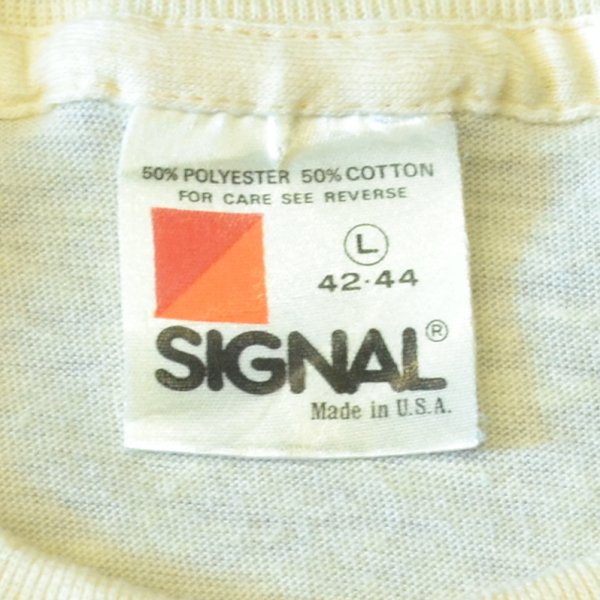 50% POLYESTER 50% COTTON
FOR CARE SEE REVERSE
L
42-44
SIGNAL®
Made in U.S.A.